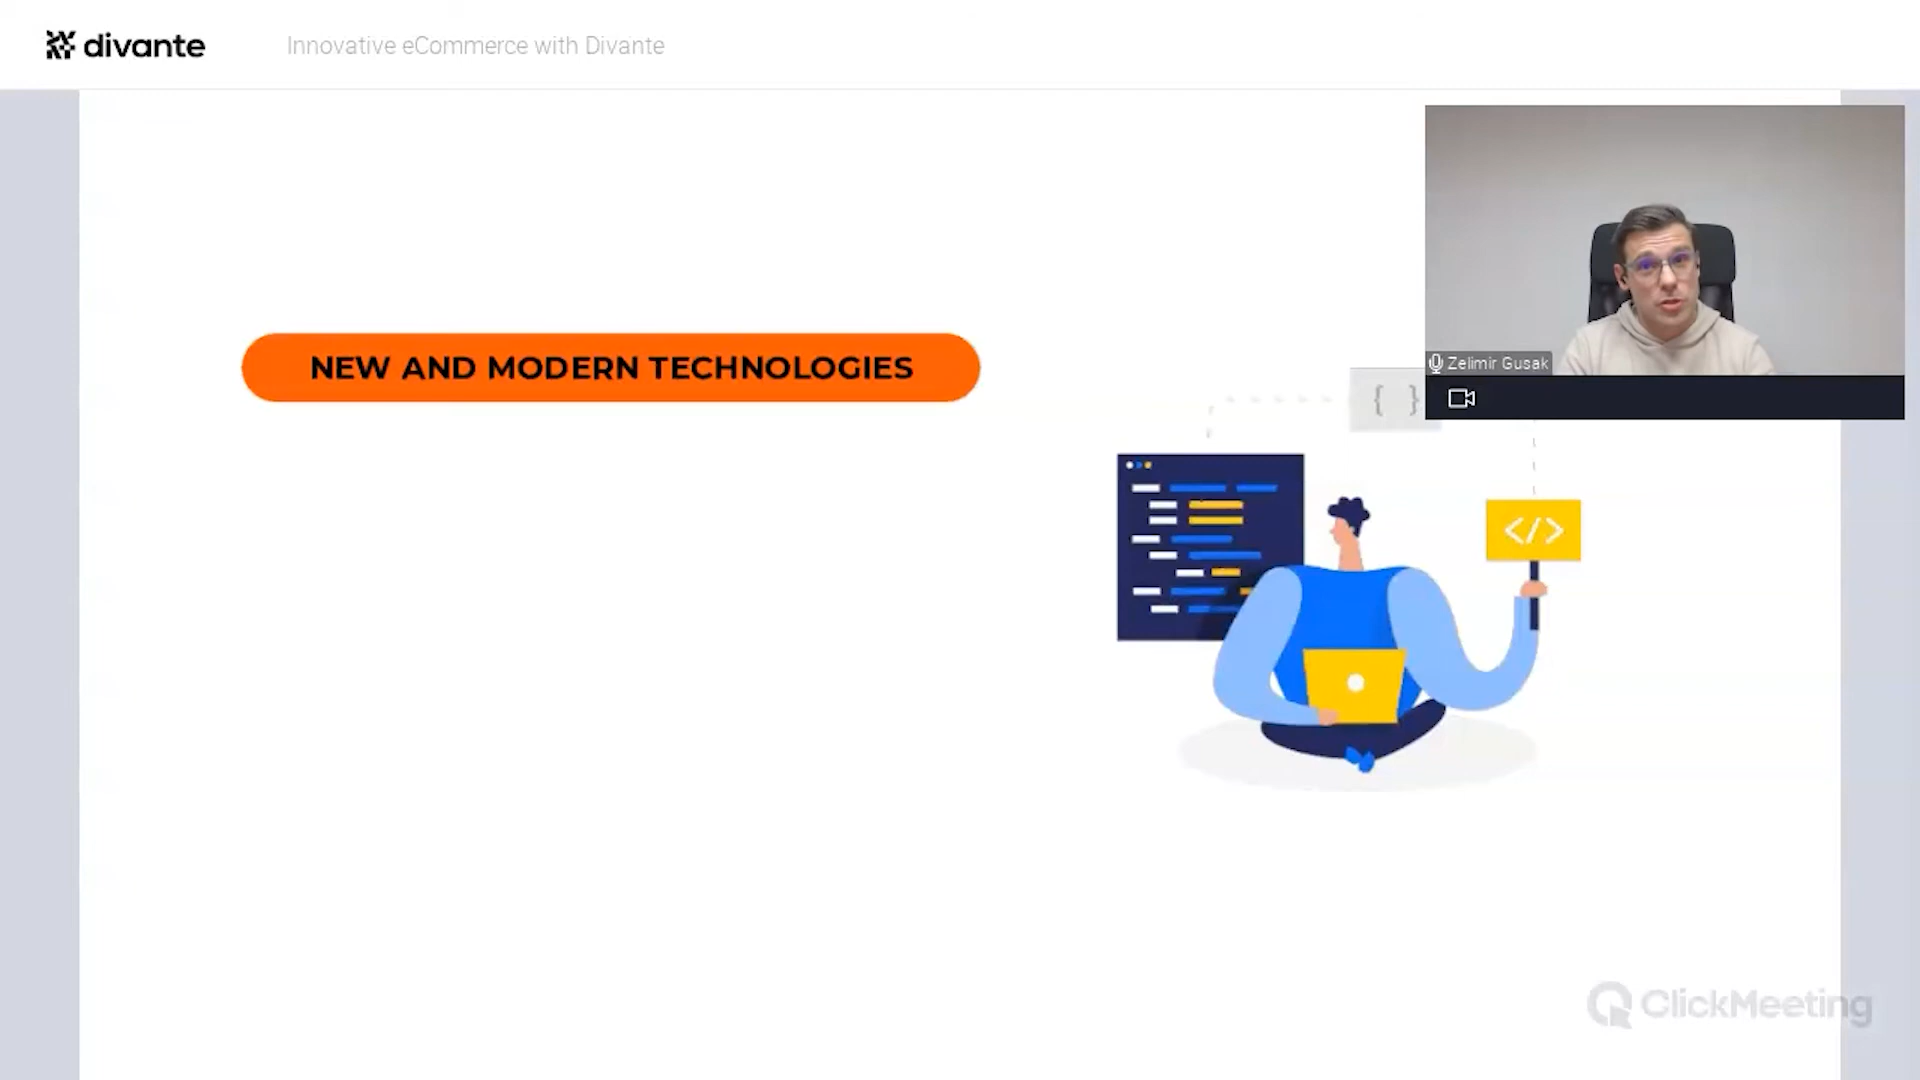 divante
Innovative eCommerce with Divante
Zelimir Gusak
NEW AND MODERN TECHNOLOGIES
{ }
</>
ClickMeeting